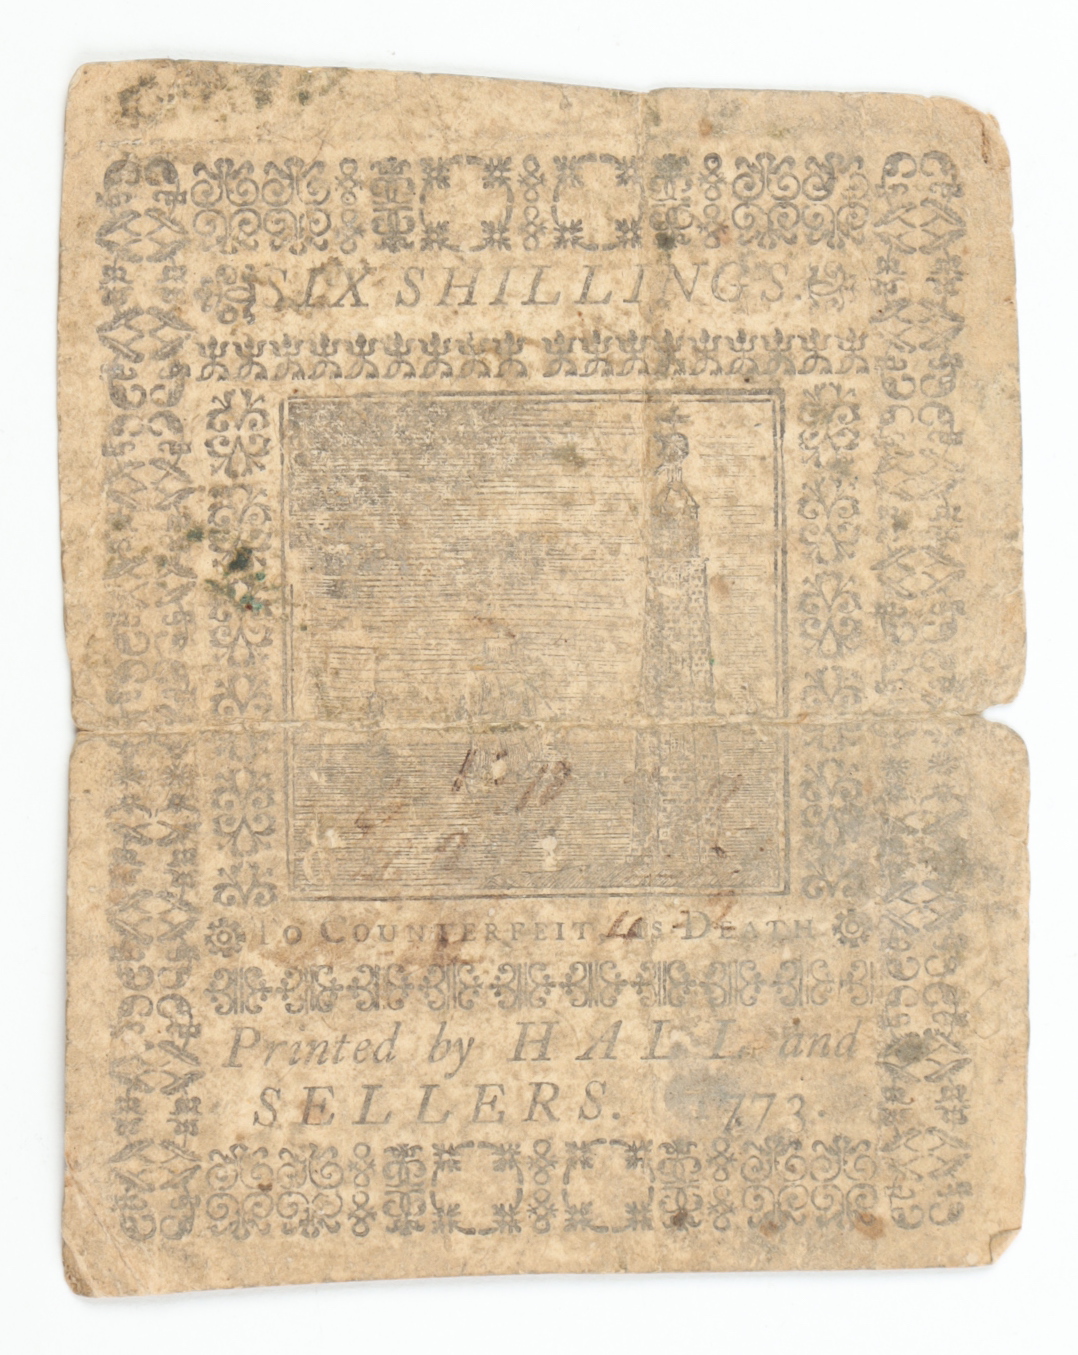 SIX SHILLINGS.
TO COUNTERFEIT is DEATH
Printed by HALL and
SELLERS. 1773.